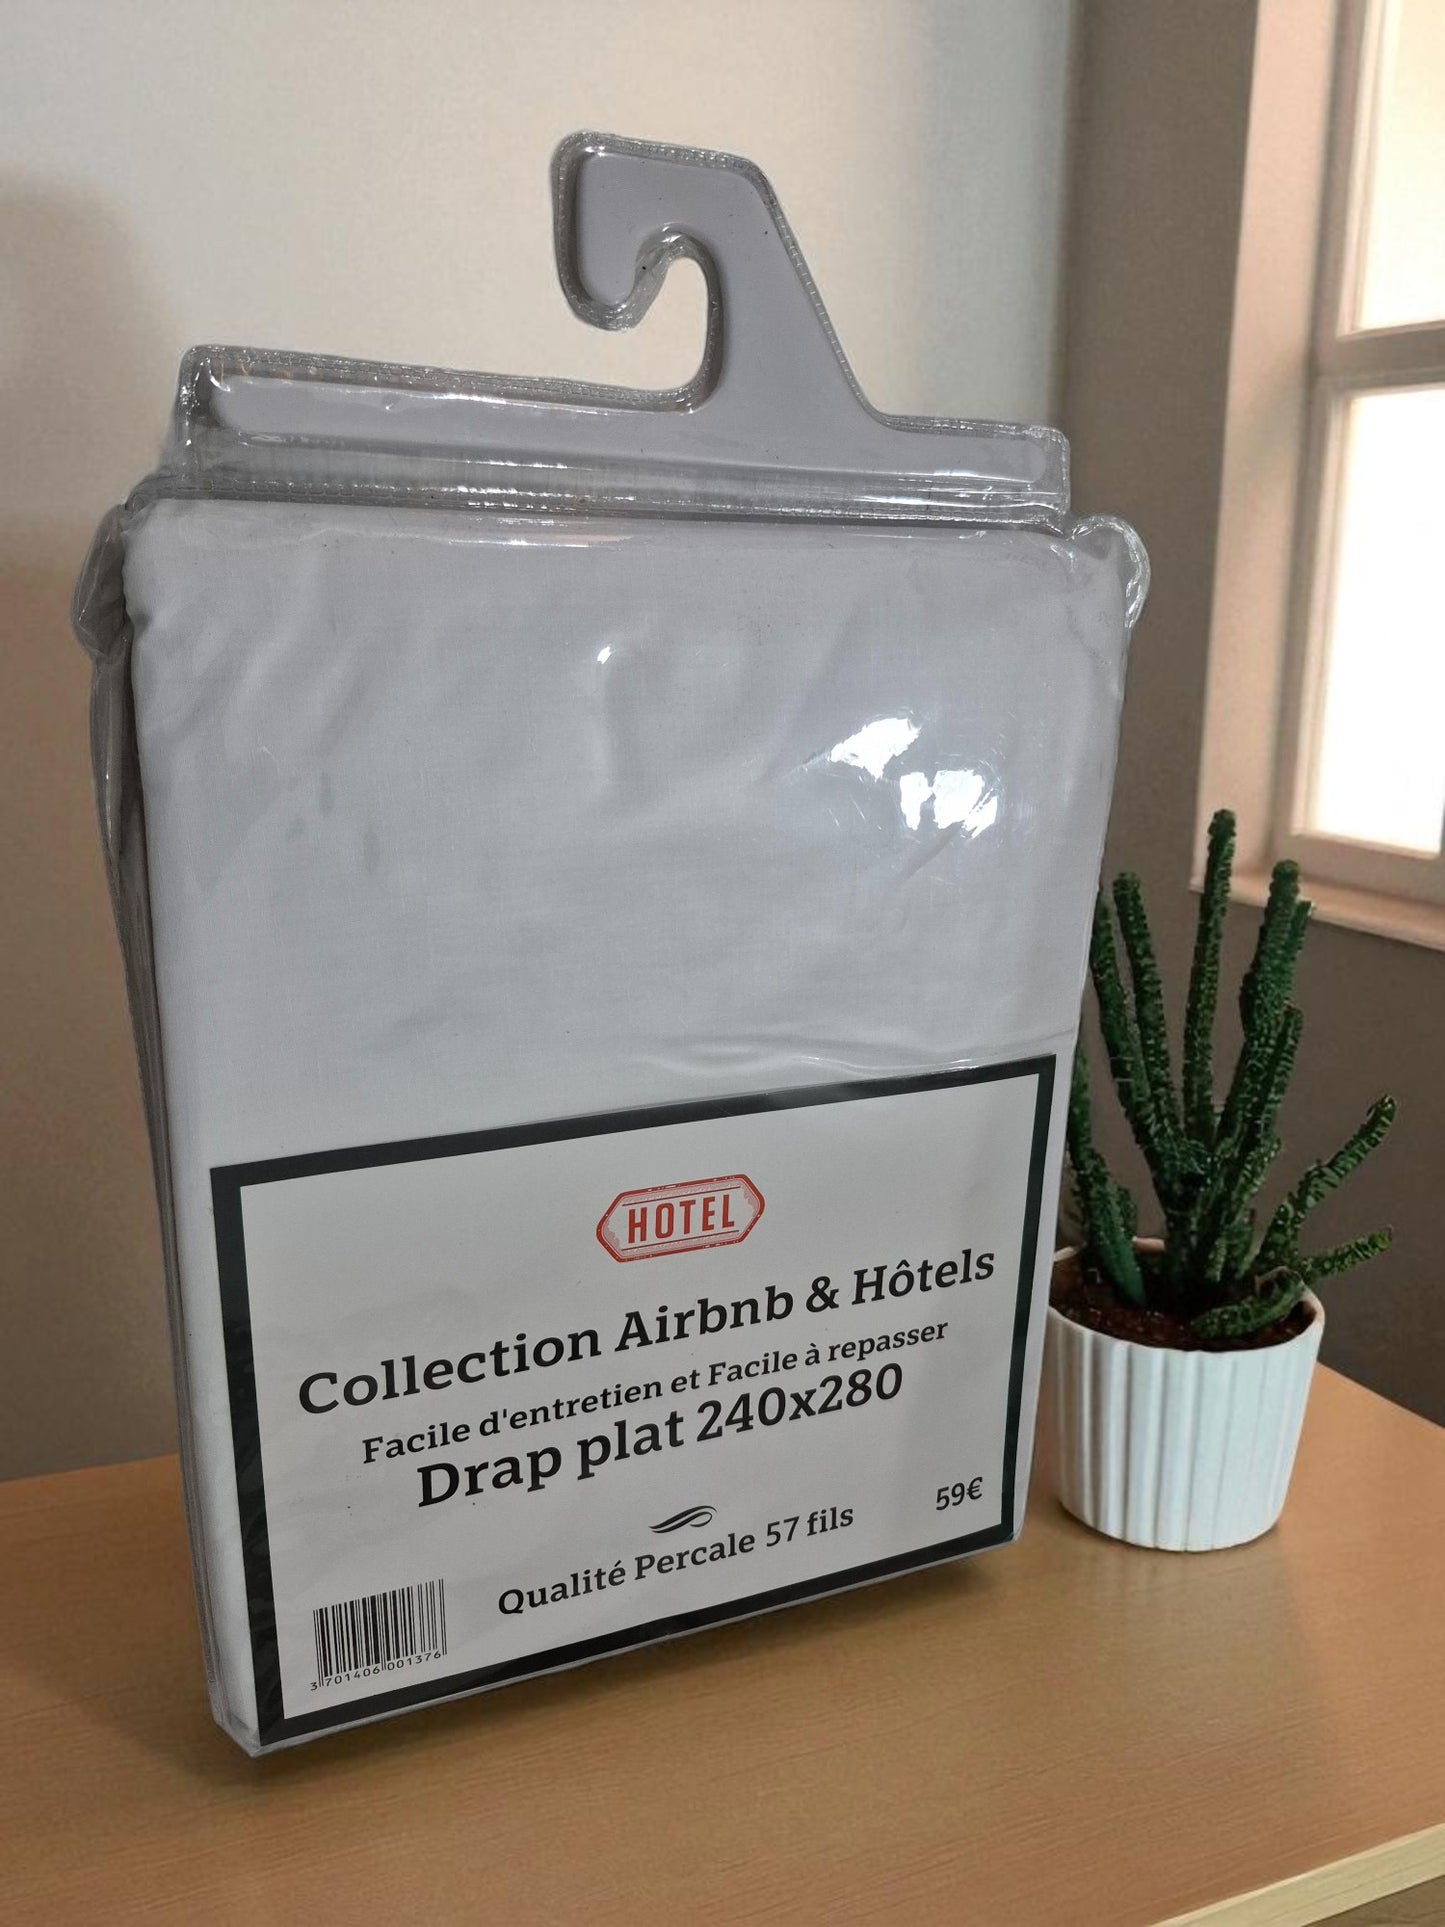 HOTEL
Collection Airbnb & Hôtels
Facile d'entretien et Facile à repasser
Drap plat 240x280
59€
Qualité Percale 57 fils
3 701406 001376